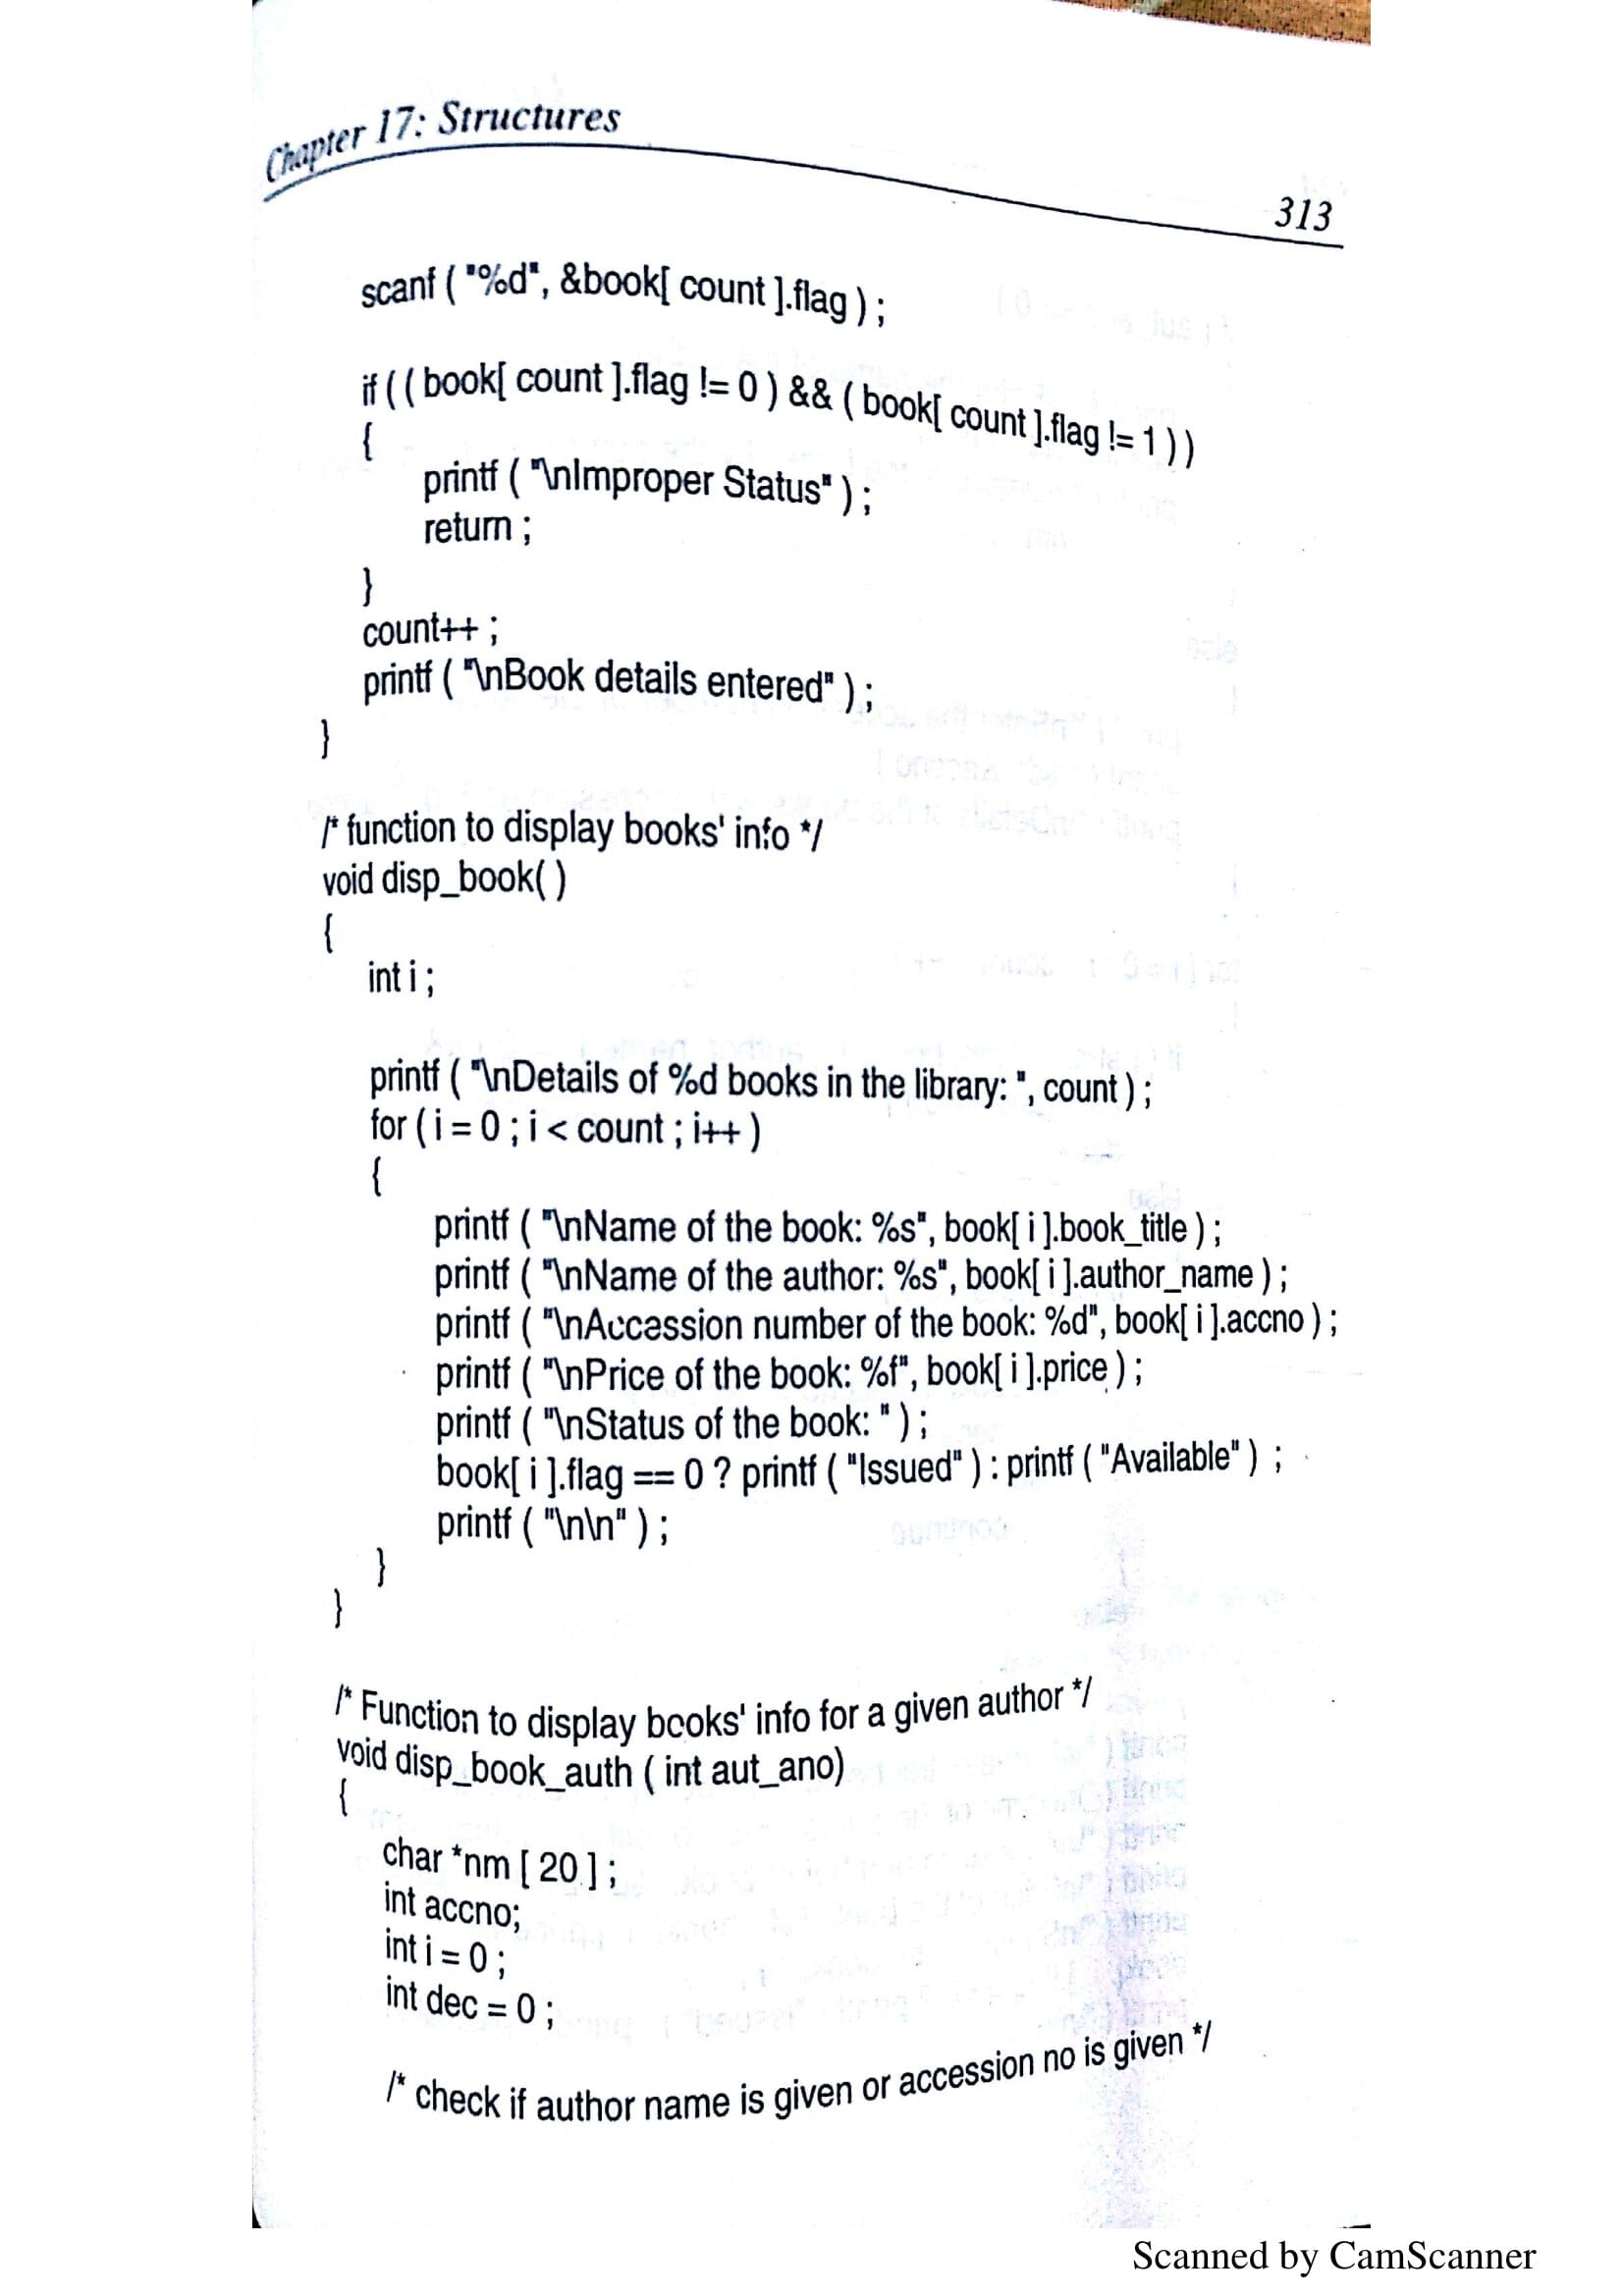 Chapter 17: Structures
313
scanf ( "%d", &book[ count ].flag ) ;
if ( ( book[ count ].flag != 0 ) && ( book[ count ].flag != 1 ) )
{
printf ( "\nImproper Status" ) ;
return ;
}
count++ ;
printf ( "\nBook details entered" ) ;
}
/* function to display books' info */
void disp_book( )
{
int i ;
printf ( "\nDetails of %d books in the library: ", count ) ;
for ( i = 0 ; i < count ; i++ )
{
printf ( "\nName of the book: %s", book[ i ].book_title ) ;
printf ( "\nName of the author: %s", book[ i ].author_name ) ;
printf ( "\nAccassion number of the book: %d", book[ i ].accno ) ;
printf ( "\nPrice of the book: %f", book[ i ].price ) ;
printf ( "\nStatus of the book: " ) ;
book[ i ].flag == 0 ? printf ( "Issued" ) : printf ( "Available" ) ;
printf ( "\n\n" ) ;
}
}
/* Function to display books' info for a given author */
void disp_book_auth ( int aut_ano)
{
char *nm [ 20 ] ;
int accno;
int i = 0 ;
int dec = 0 ;
/* check if author name is given or accession no is given */
Scanned by CamScanner